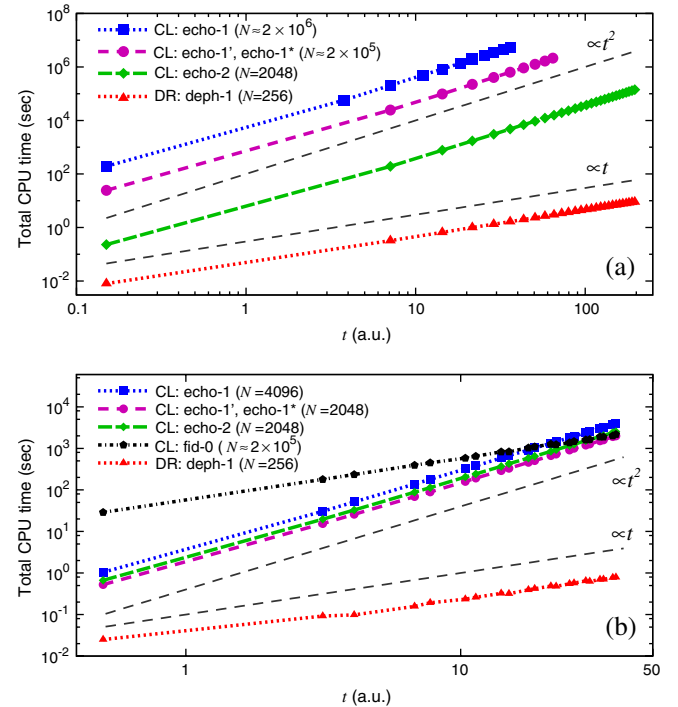 10^8
10^6
10^4
10^2
10^0
10^-2
Total CPU time (sec)
CL: echo-1 (N≈2 × 10^6)
CL: echo-1’, echo-1* (N≈2 × 10^5)
CL: echo-2 (N=2048)
DR: deph-1 (N=256)
∝t^2
∝t
(a)
0.1 1 10 100
t (a.u.)
10^4
10^3
10^2
10^1
10^0
10^-1
10^-2
Total CPU time (sec)
CL: echo-1 (N=4096)
CL: echo-1’, echo-1* (N=2048)
CL: echo-2 (N=2048)
CL: fid-0 ( N≈2 × 10^5)
DR: deph-1 (N=256)
∝t^2
∝t
(b)
1 10 50
t (a.u.)